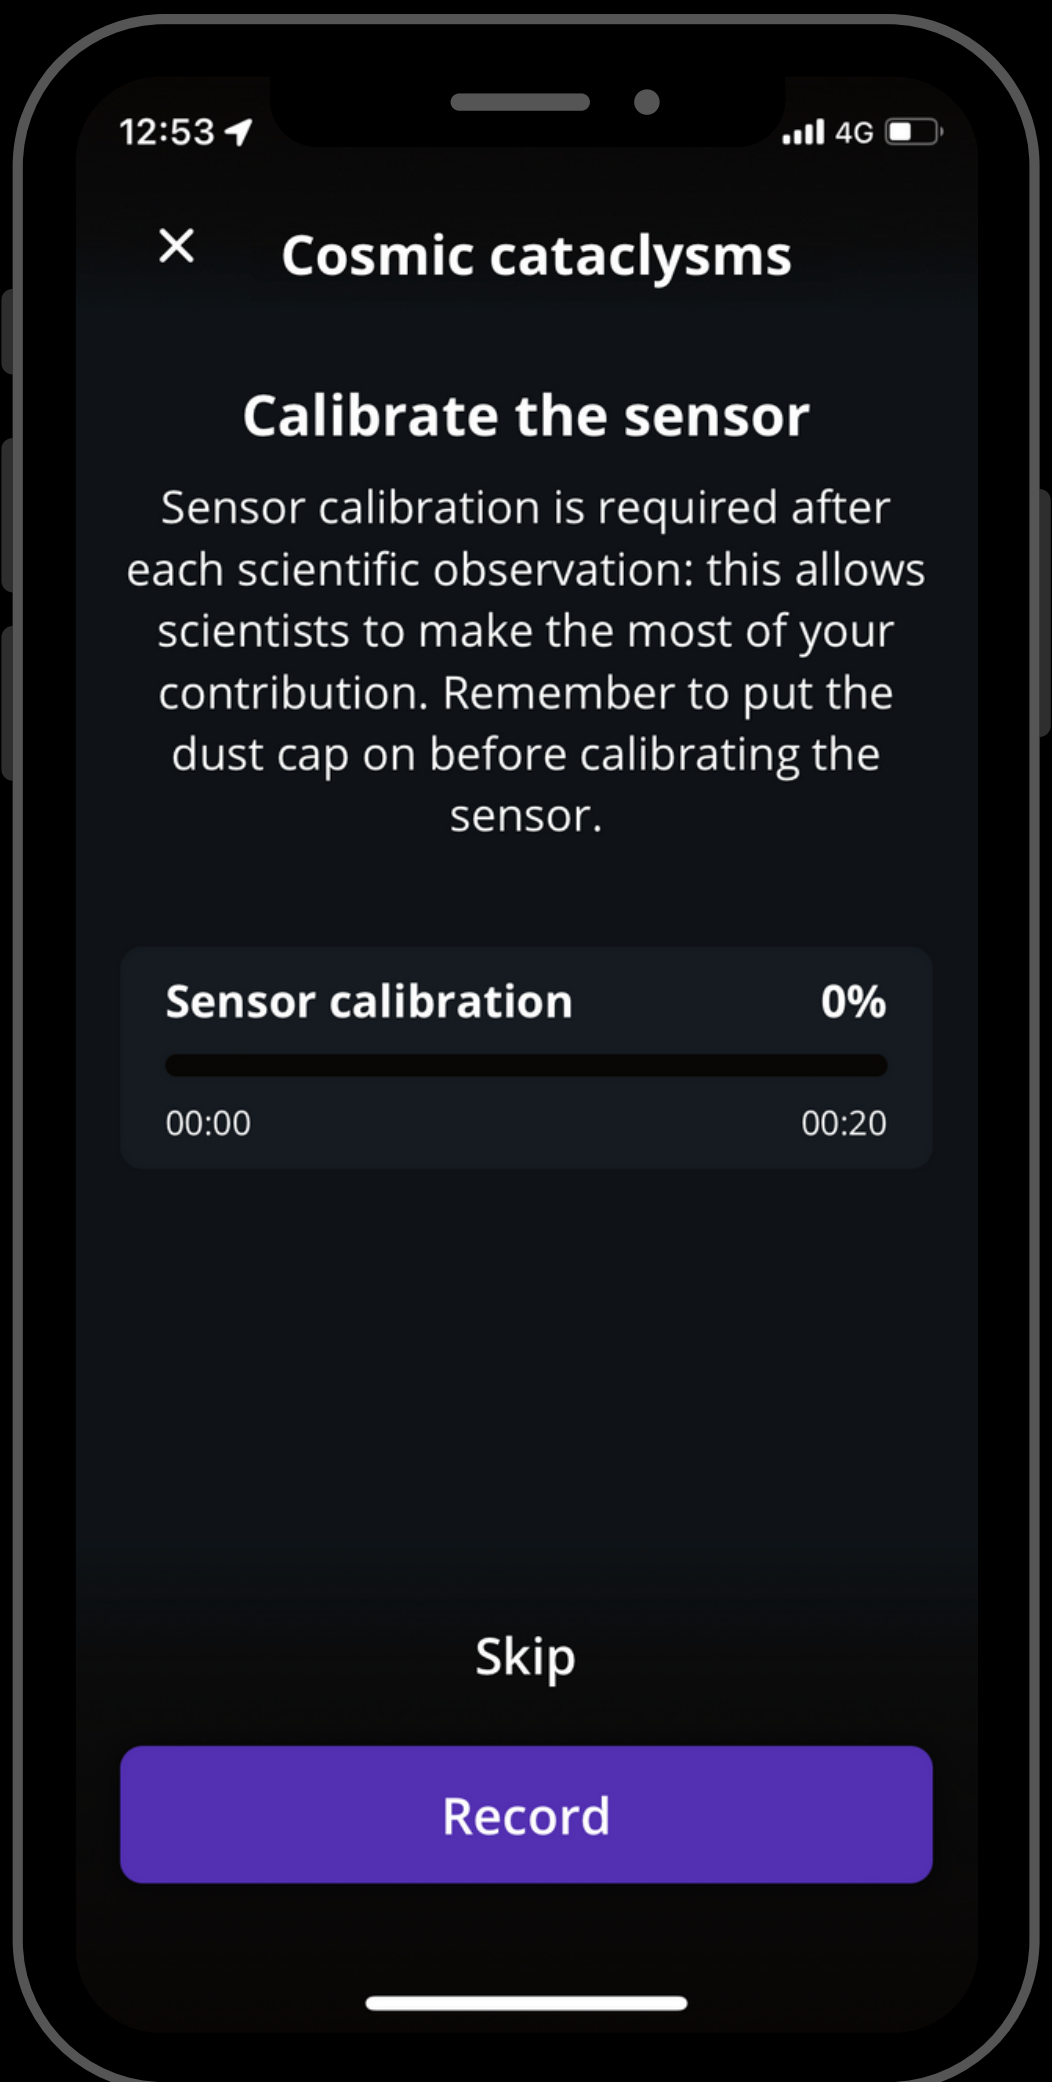 12:53
4G
Cosmic cataclysms
Calibrate the sensor
Sensor calibration is required after
each scientific observation: this allows
scientists to make the most of your
contribution. Remember to put the
dust cap on before calibrating the
sensor.
Sensor calibration 0%
00:00 00:20
Skip
Record